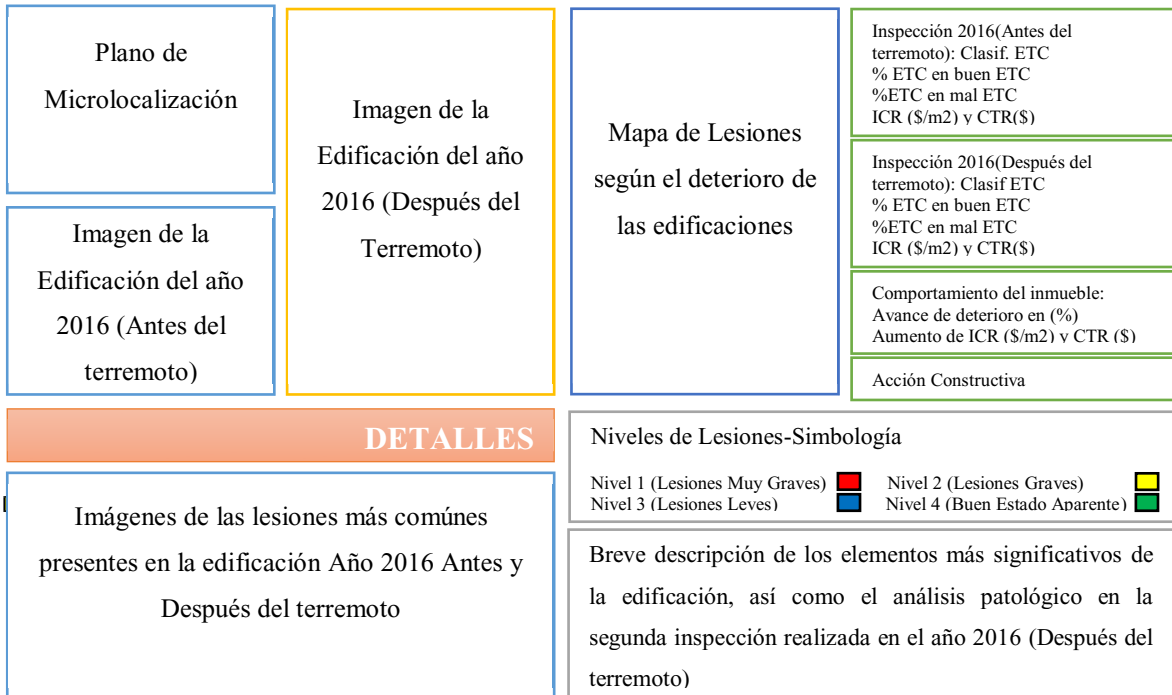 Plano de
Microlocalización
Imagen de la
Edificación del año
2016 (Antes del
terremoto)
Imagen de la
Edificación del año
2016 (Después del
Terremoto)
Mapa de Lesiones
según el deterioro de
las edificaciones
Inspección 2016(Antes del
terremoto): Clasif. ETC
% ETC en buen ETC
%ETC en mal ETC
ICR ($/m2) y CTR($)
Inspección 2016(Después del
terremoto): Clasif ETC
% ETC en buen ETC
%ETC en mal ETC
ICR ($/m2) y CTR($)
Comportamiento del inmueble:
Avance de deterioro en (%)
Aumento de ICR ($/m2) y CTR ($)
Acción Constructiva
DETALLES
Imágenes de las lesiones más comúnes
presentes en la edificación Año 2016 Antes y
Después del terremoto
Niveles de Lesiones-Simbología
Nivel 1 (Lesiones Muy Graves) Nivel 2 (Lesiones Graves)
Nivel 3 (Lesiones Leves) Nivel 4 (Buen Estado Aparente)
Breve descripción de los elementos más significativos de
la edificación, así como el análisis patológico en la
segunda inspección realizada en el año 2016 (Después del
terremoto)